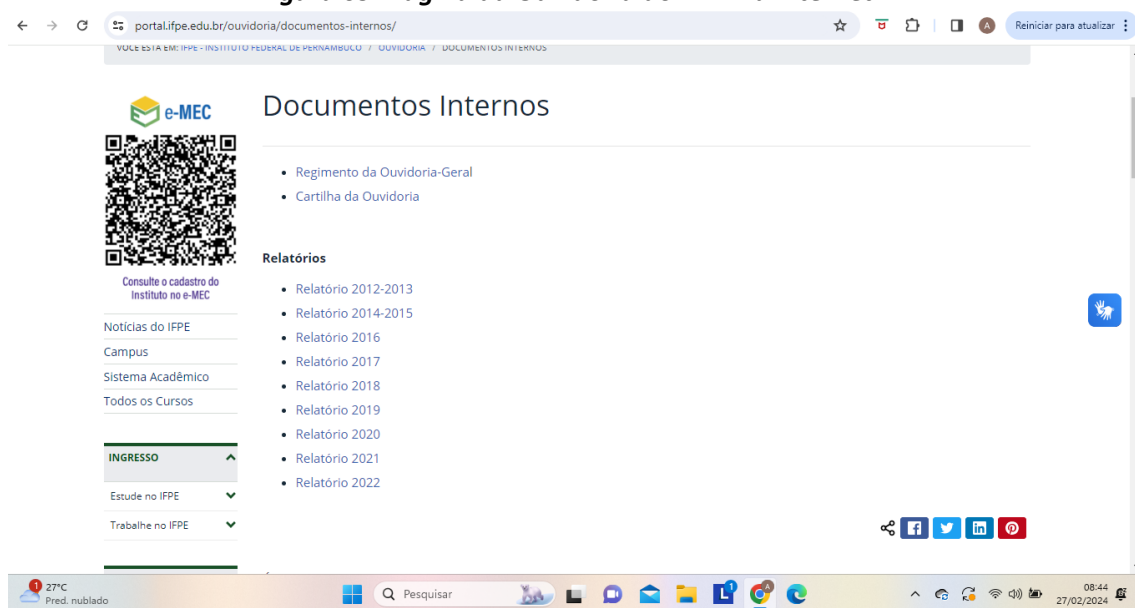 portal.ifpe.edu.br/ouvidoria/documentos-internos/
A
Reiniciar para atualizar
VOCÊ ESTÁ EM: IFPE - INSTITUTO FEDERAL DE PERNAMBUCO / OUVIDORIA / DOCUMENTOS INTERNOS
e-MEC
Documentos Internos
Regimento da Ouvidoria-Geral
Cartilha da Ouvidoria
Consulte o cadastro do
Instituto no e-MEC
Relatórios
Relatório 2012-2013
Relatório 2014-2015
Relatório 2016
Relatório 2017
Relatório 2018
Relatório 2019
Relatório 2020
Relatório 2021
Relatório 2022
Notícias do IFPE
Campus
Sistema Acadêmico
Todos os Cursos
INGRESSO
Estude no IFPE
Trabalhe no IFPE
1
27°C
Pred. nublado
Pesquisar
08:44
27/02/2024